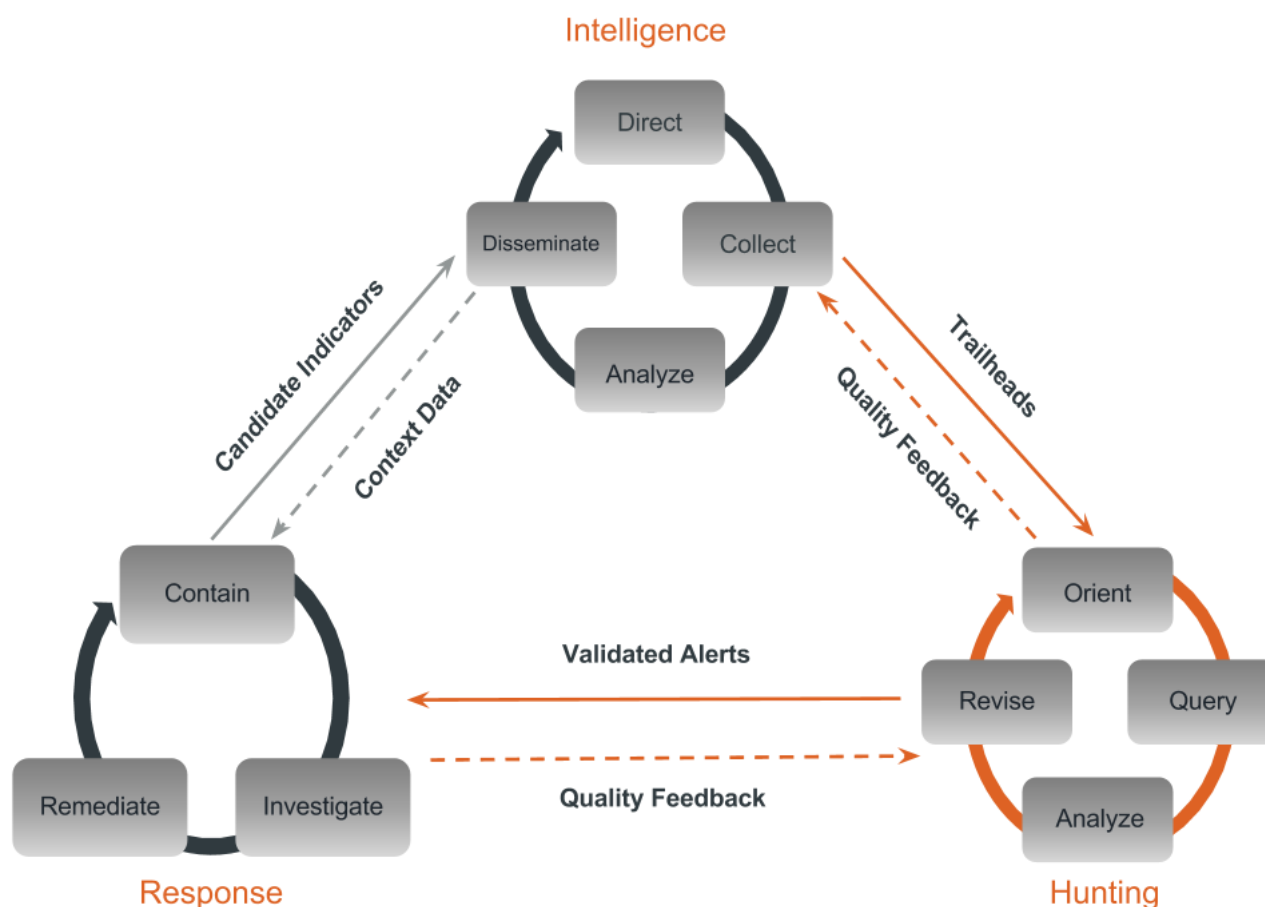 Intelligence
Direct
Disseminate
Collect
Analyze
Candidate Indicators
Context Data
Trailheads
Quality Feedback
Contain
Remediate
Investigate
Response
Validated Alerts
Quality Feedback
Orient
Revise
Query
Analyze
Hunting